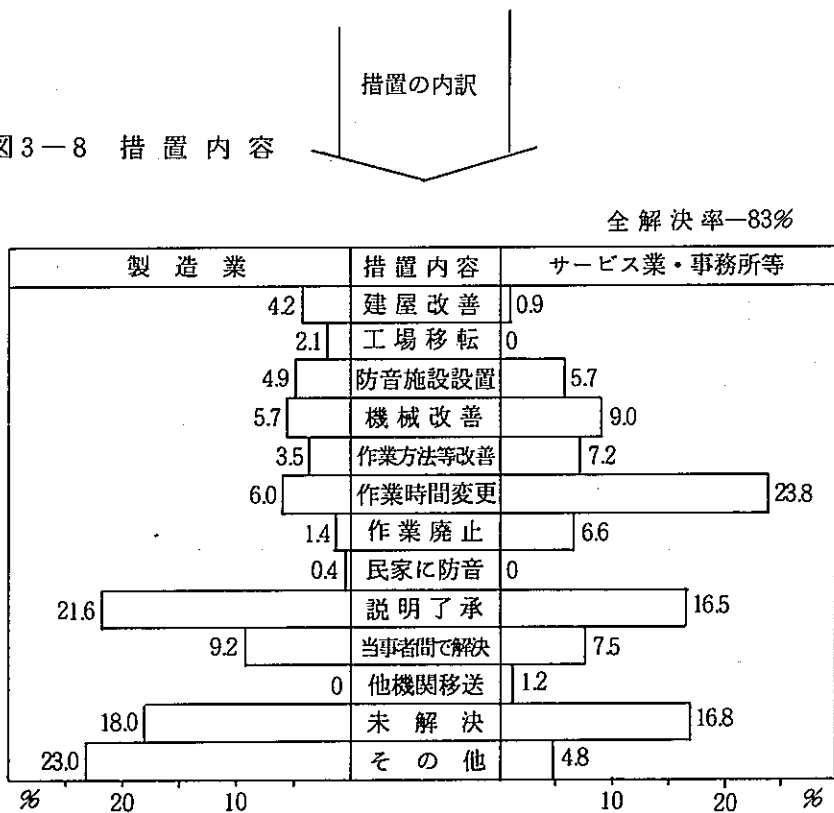 措置の内訳
図3－8 措置内容
全解決率―83%
製造業 措置内容 サービス業・事務所等
4.2 建屋改善 0.9
2.1 工場移転 0
4.9 防音施設設置 5.7
5.7 機械改善 9.0
3.5 作業方法等改善 7.2
6.0 作業時間変更 23.8
1.4 作業廃止 6.6
0.4 民家に防音 0
21.6 説明了承 16.5
9.2 当事者間で解決 7.5
0 他機関移送 1.2
18.0 未解決 16.8
23.0 その他 4.8
% 20 10 10 20 %